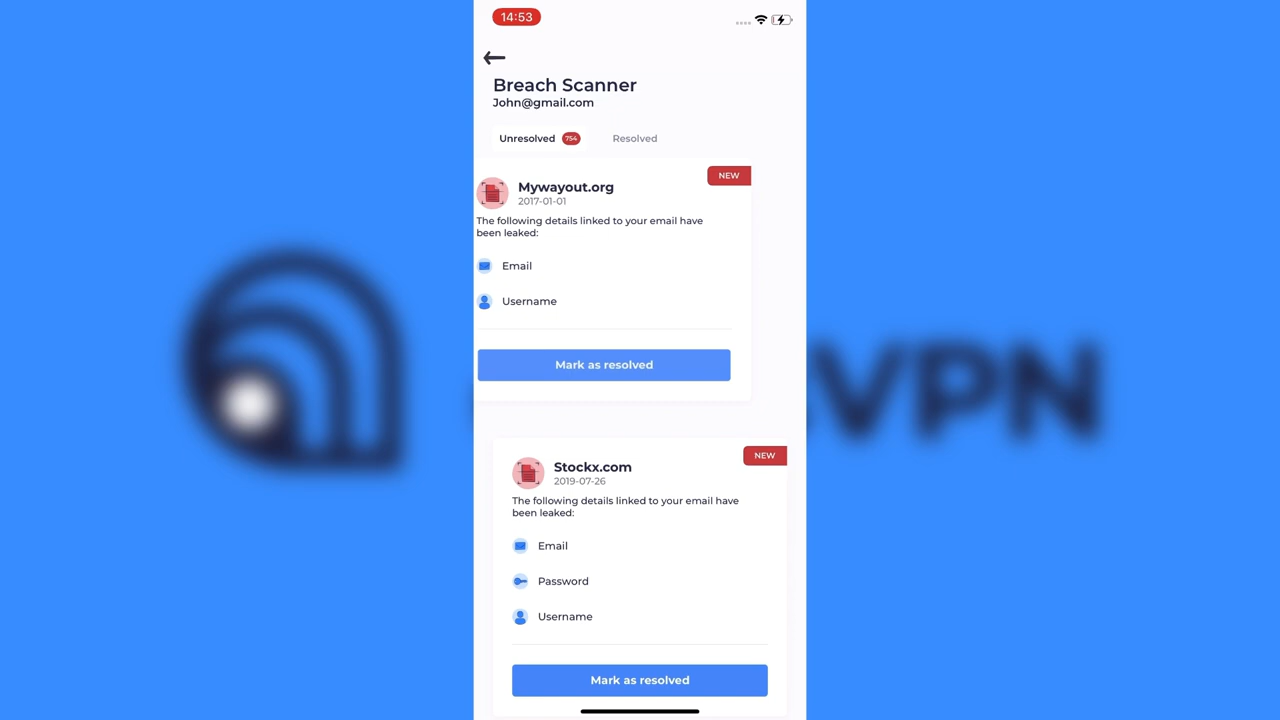 14:53
Breach Scanner
John@gmail.com
Unresolved 754 Resolved
NEW
Mywayout.org
2017-01-01
The following details linked to your email have
been leaked:
Email
Username
Mark as resolved
NEW
Stockx.com
2019-07-26
The following details linked to your email have
been leaked:
Email
Password
Username
Mark as resolved
VPN